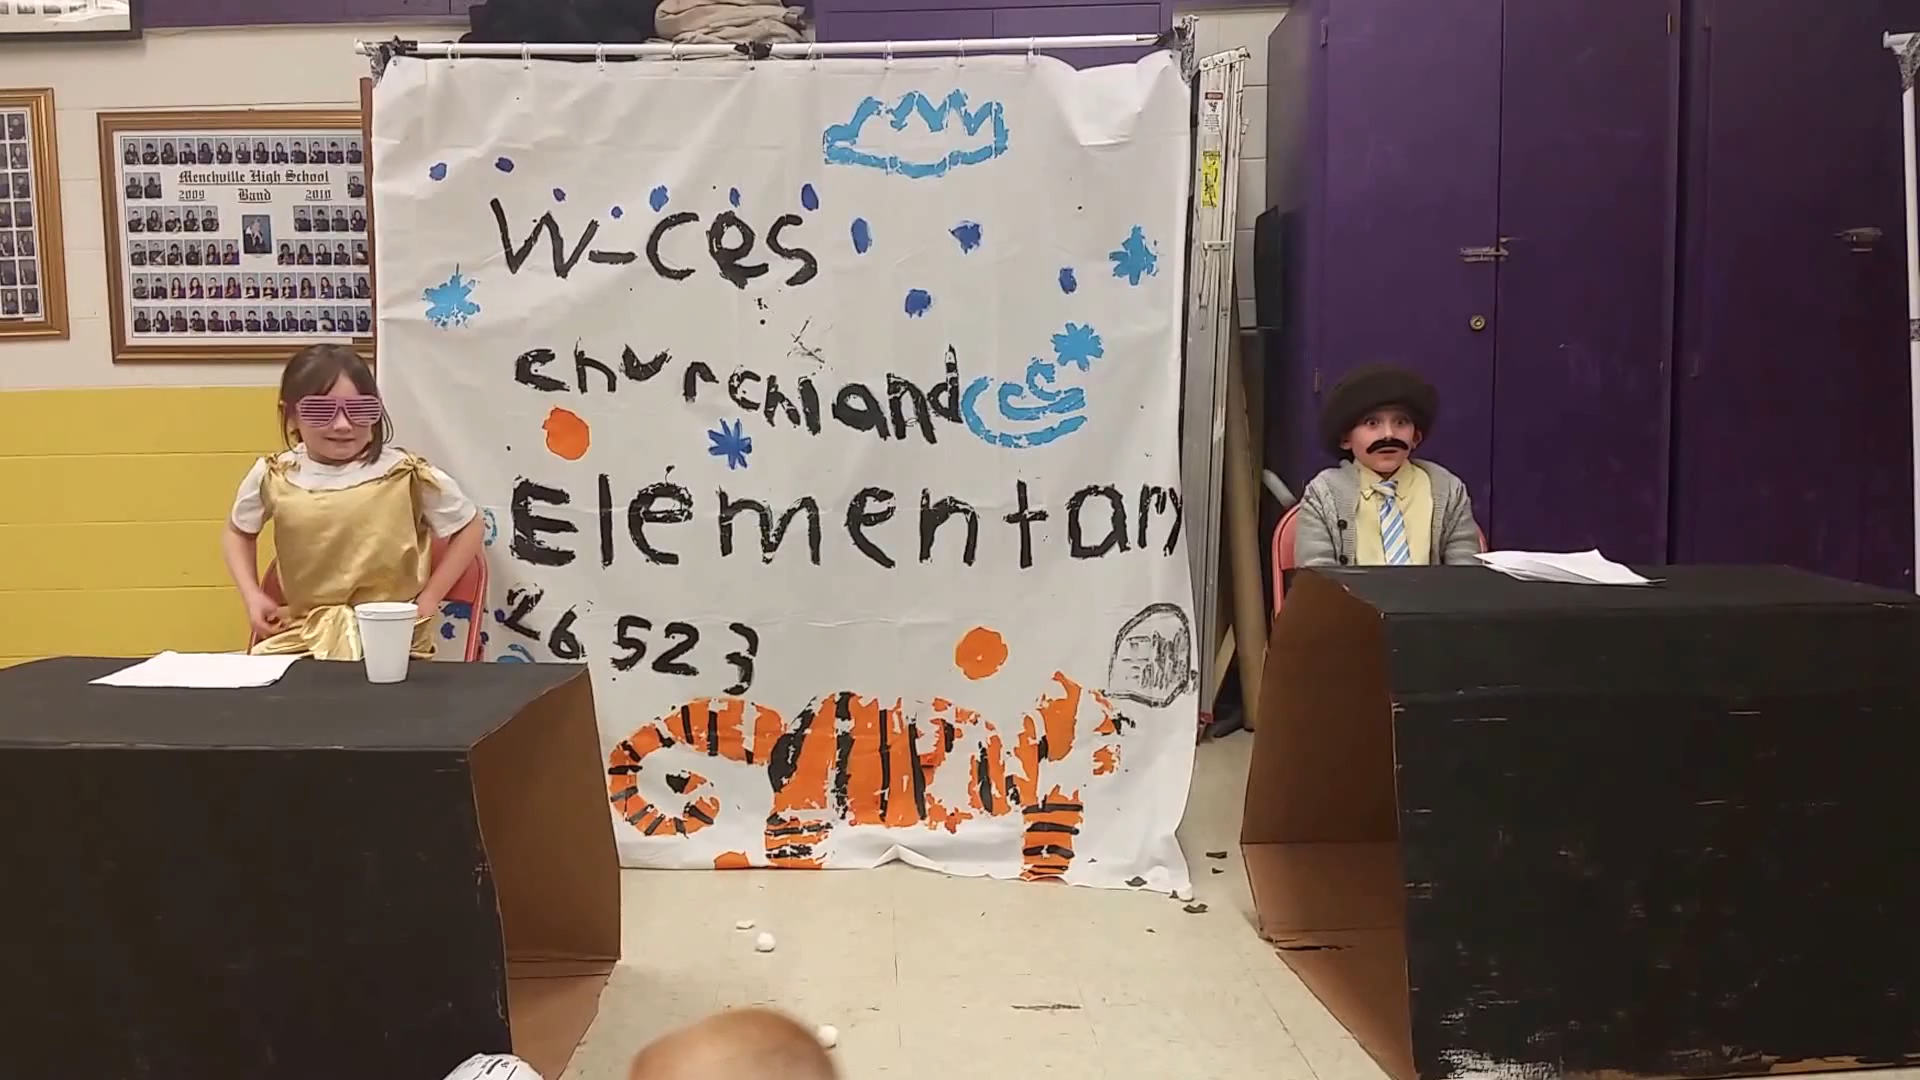 Menchville High School
2009 Band 2010
W-ces
churchland
Elementary
26523